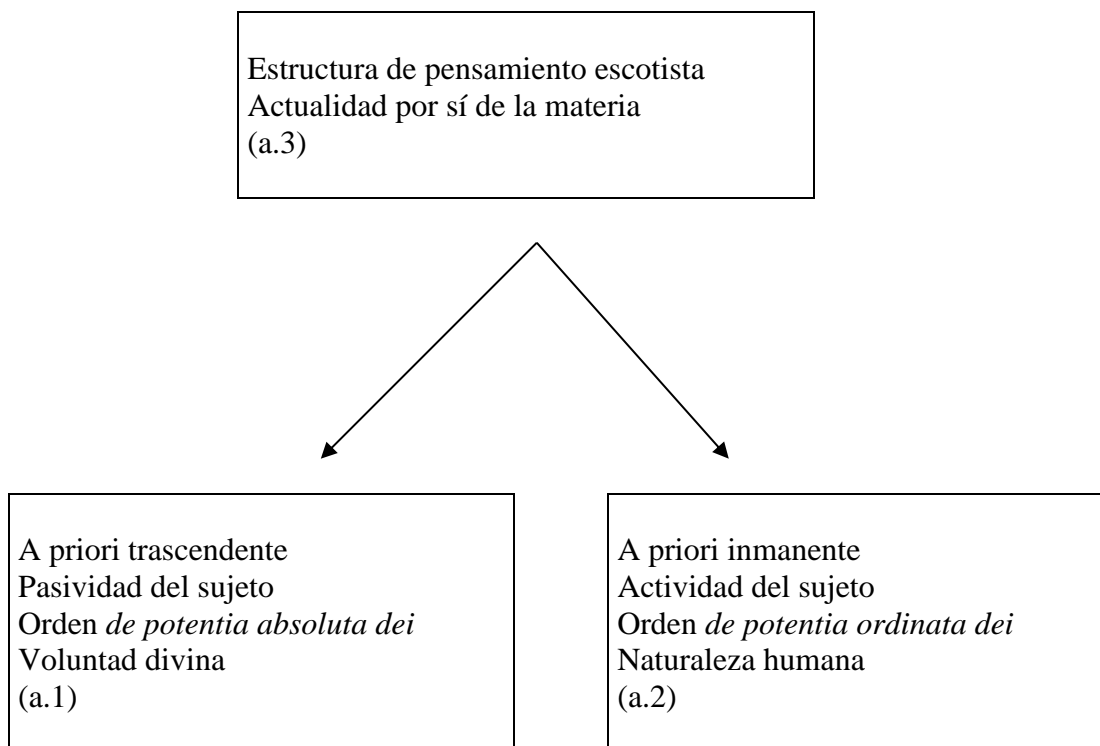 Estructura de pensamiento escotista
Actualidad por sí de la materia
(a.3)
A priori trascendente
Pasividad del sujeto
Orden de potentia absoluta dei
Voluntad divina
(a.1)
A priori inmanente
Actividad del sujeto
Orden de potentia ordinata dei
Naturaleza humana
(a.2)